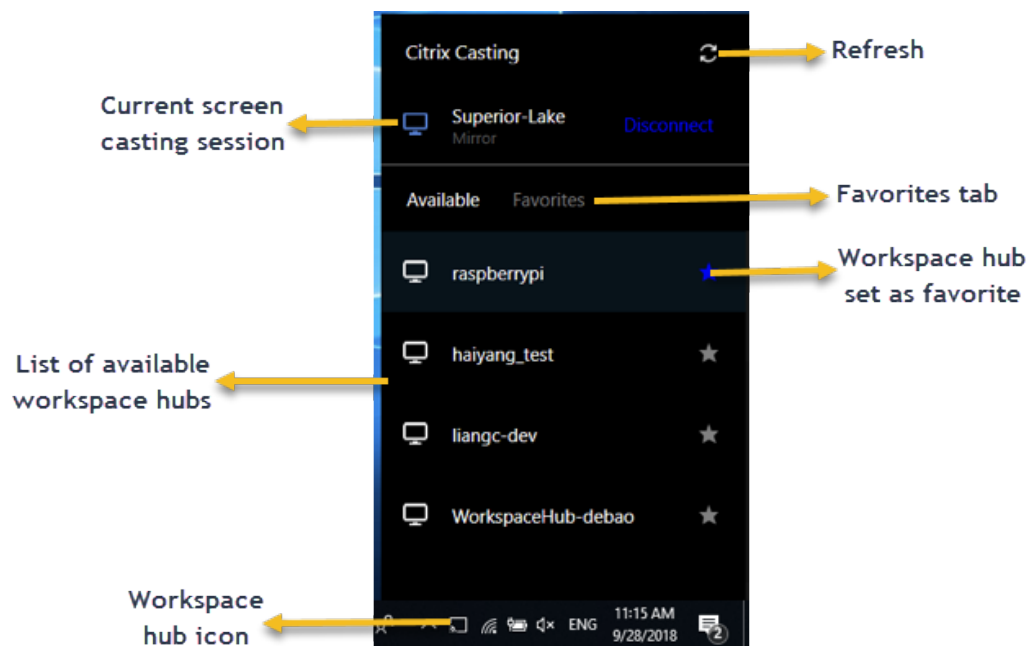 Citrix Casting
Refresh
Current screen
casting session
Superior-Lake
Mirror
Disconnect
Available
Favorites
Favorites tab
raspberrypi
Workspace hub
set as favorite
haiyang_test
List of available
workspace hubs
liangc-dev
WorkspaceHub-debao
Workspace
hub icon
ENG
11:15 AM
9/28/2018
2